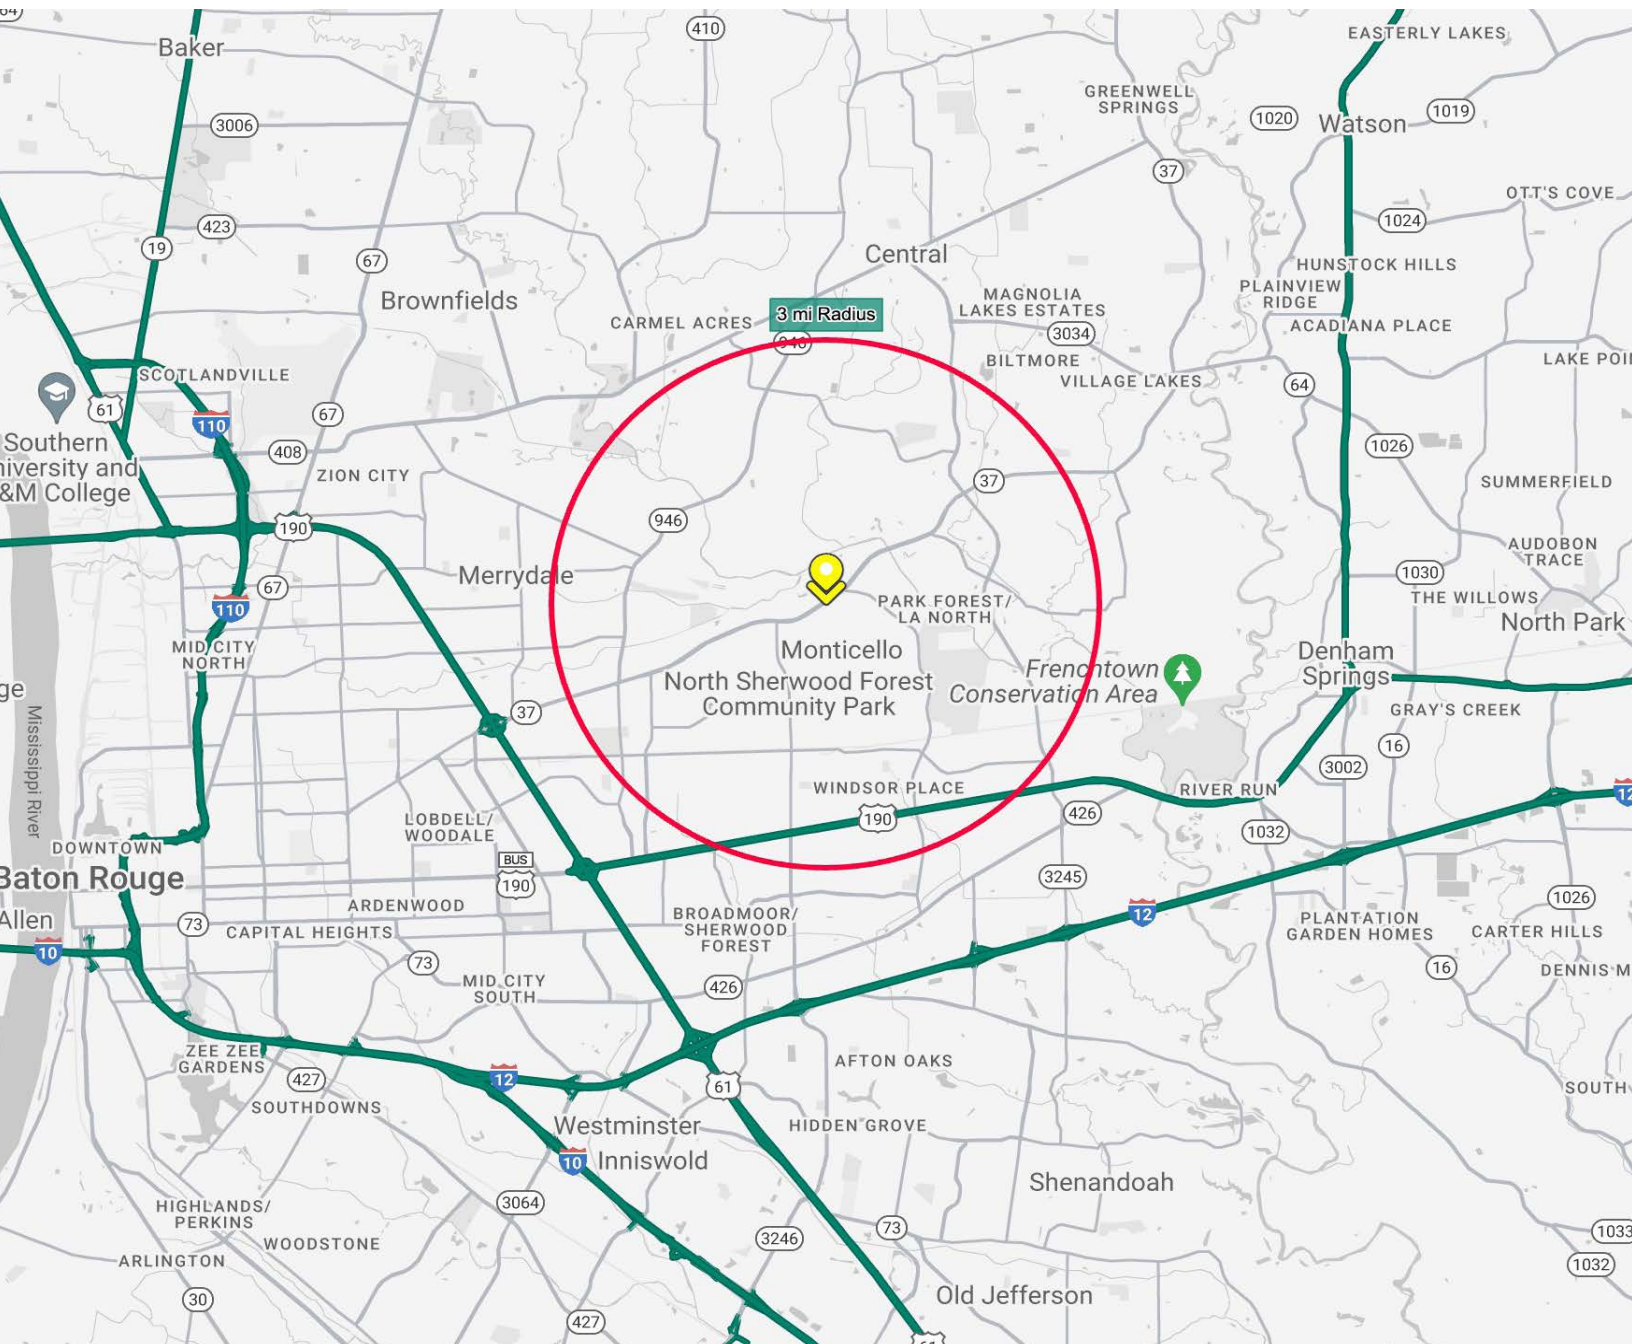 64
410
EASTERLY LAKES
Baker
GREENWELL
SPRINGS
1020
Watson
1019
3006
37
OTT'S COVE
1024
423
19
67
Central
HUNSTOCK HILLS
PLAINVIEW
RIDGE
Brownfields
MAGNOLIA
LAKES ESTATES
3 mi Radius
CARMEL ACRES
946
3034
ACADIANA PLACE
BILTMORE
LAKE POI
SCOTLANDVILLE
VILLAGE LAKES
64
61
110
67
Southern
niversity and
&M College
408
1026
ZION CITY
37
SUMMERFIELD
946
190
AUDOBON
TRACE
Merrydale
1030
67
THE WILLOWS
110
PARK FOREST/
LA NORTH
North Park
MID CITY
NORTH
Monticello
Denham
Springs
North Sherwood Forest
Community Park
Frenchtown
Conservation Area
ge
Mississippi River
37
GRAY'S CREEK
16
3002
WINDSOR PLACE
RIVER RUN
12
190
426
LOBDELL/
WOODALE
1032
DOWNTOWN
BUS
190
Baton Rouge
3245
Allen
ARDENWOOD
1026
73
CAPITAL HEIGHTS
BROADMOOR/
SHERWOOD
FOREST
12
PLANTATION
GARDEN HOMES
CARTER HILLS
10
73
16
DENNIS M
MID CITY
SOUTH
426
ZEE ZEE
GARDENS
AFTON OAKS
427
12
61
SOUTH
SOUTHDOWNS
Westminster
HIDDEN GROVE
10
Inniswold
Shenandoah
3064
HIGHLANDS/
PERKINS
73
1033
WOODSTONE
3246
ARLINGTON
1032
30
Old Jefferson
427
61